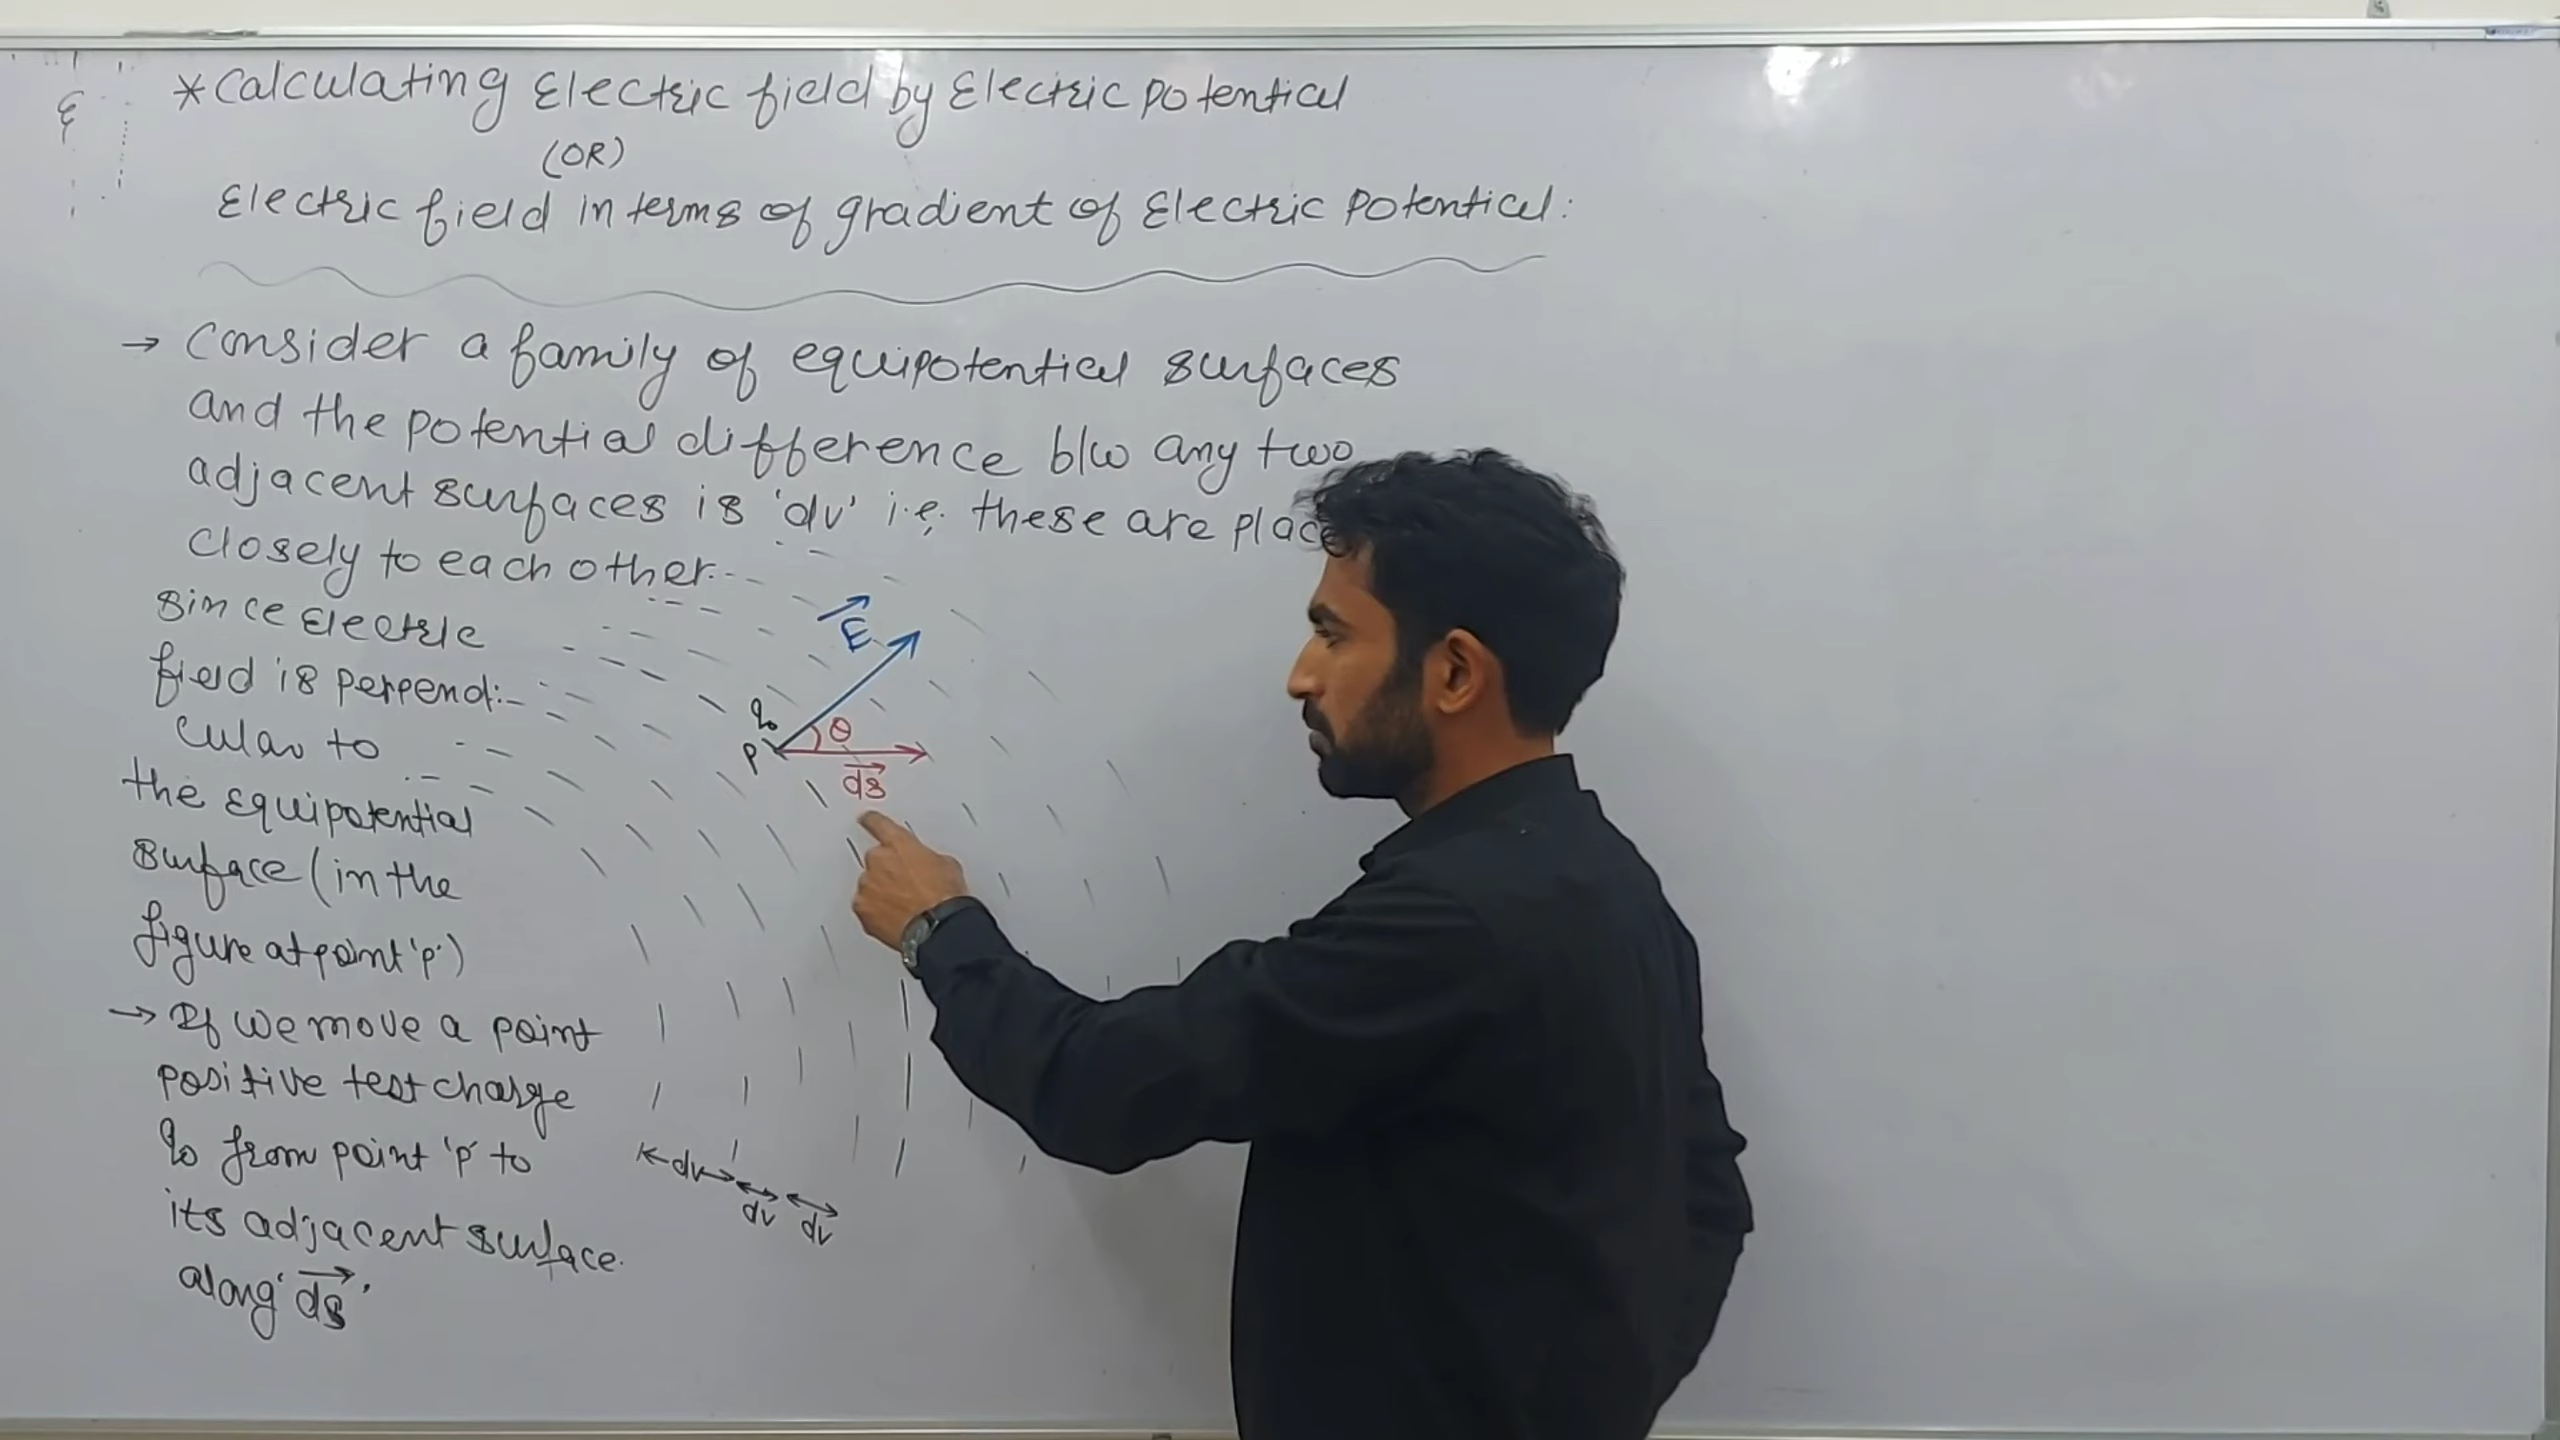 *Calculating Electric field by Electric potential
(OR)
Electric field in terms of gradient of Electric Potential:
→ Consider a family of equipotential surfaces
and the potential difference b/w any two
adjacent surfaces is 'dv' i.e; these are place
closely to each other.
since Electric
field is perpendi:-
cular to
the Equipotential
surface (in the
figure at point 'p')
→ If we move a point
positive test charge
q₀ from point 'p' to
its adjacent surface.
along 'd͞s'
E
q₀
θ
P
ds
dv
dv
dv